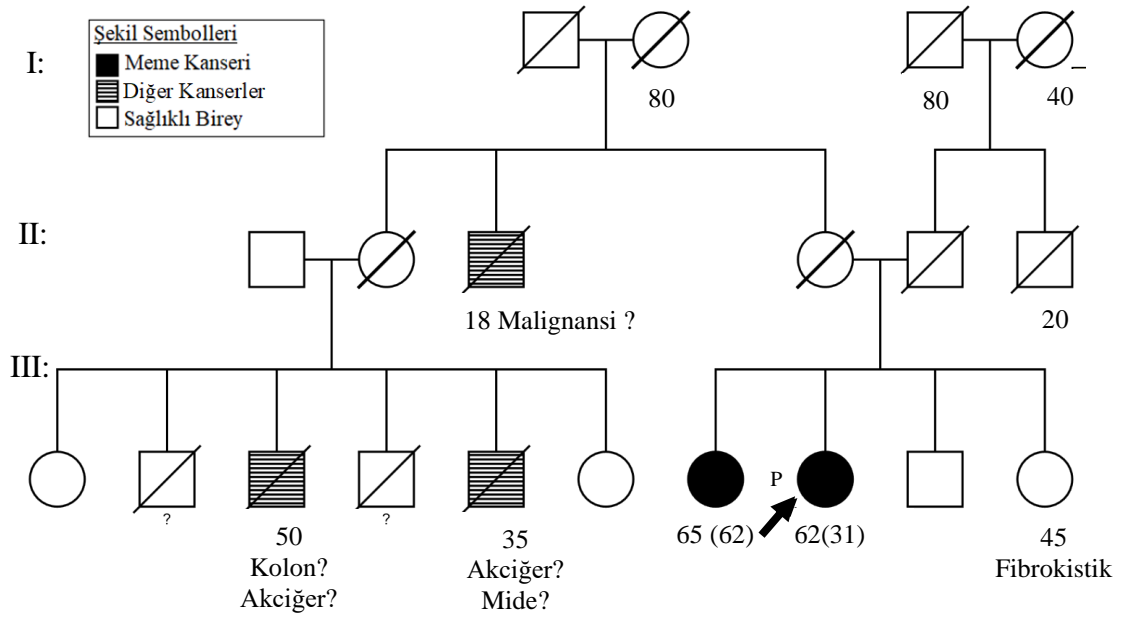 Şekil Sembolleri
Meme Kanseri
Diğer Kanserler
Sağlıklı Birey
I:
80
80
40
II:
18 Malignansi ?
20
III:
P
?
?
50
Kolon?
Akciğer?
35
Akciğer?
Mide?
65 (62)
62(31)
45
Fibrokistik